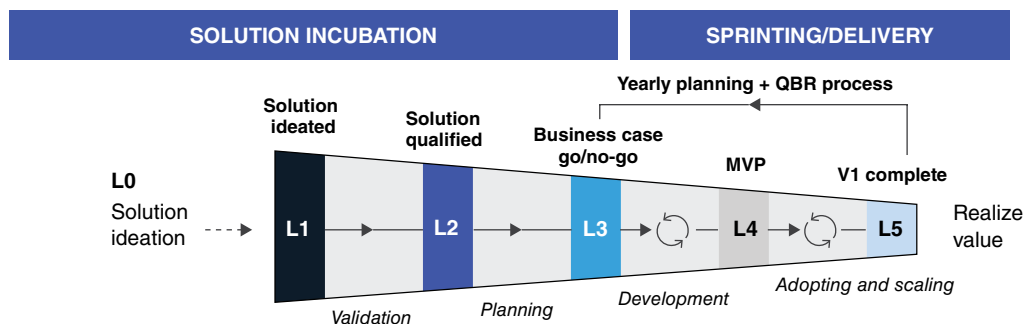 SOLUTION INCUBATION
SPRINTING/DELIVERY
Yearly planning + QBR process
Solution
ideated
Solution
qualified
Business case
go/no-go
MVP
V1 complete
L0
Solution
ideation
L1
L2
L3
L4
L5
Realize
value
Validation
Planning
Development
Adopting and scaling